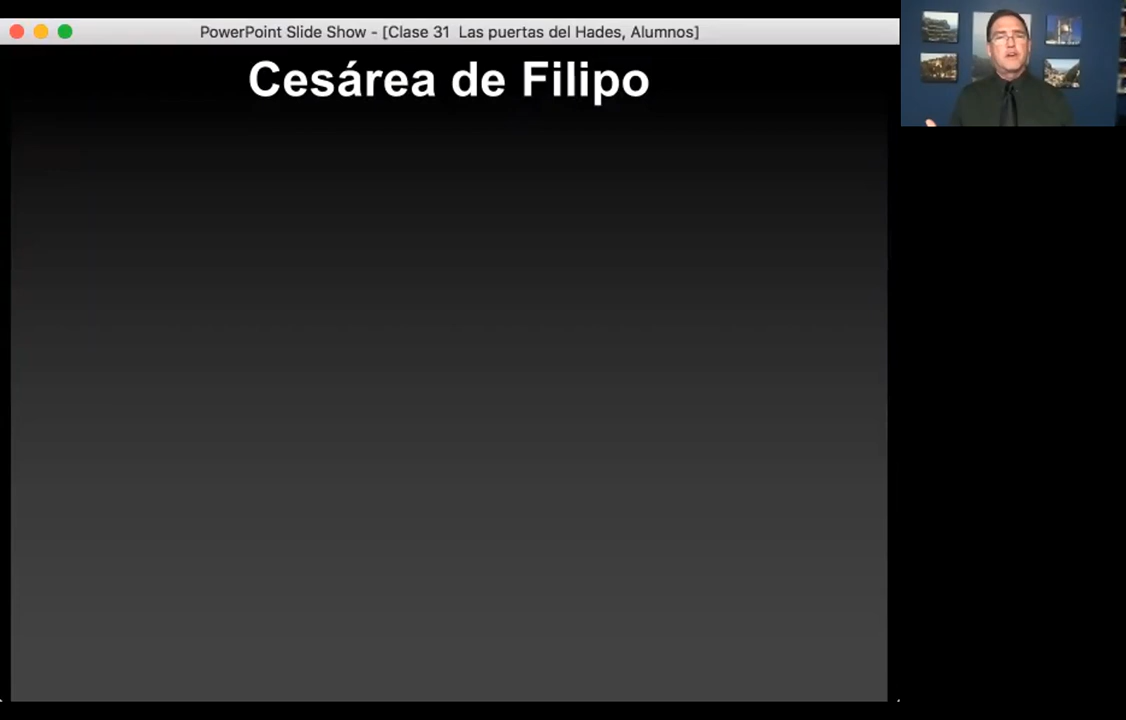 PowerPoint Slide Show - [Clase 31  Las puertas del Hades, Alumnos]
Cesárea de Filipo